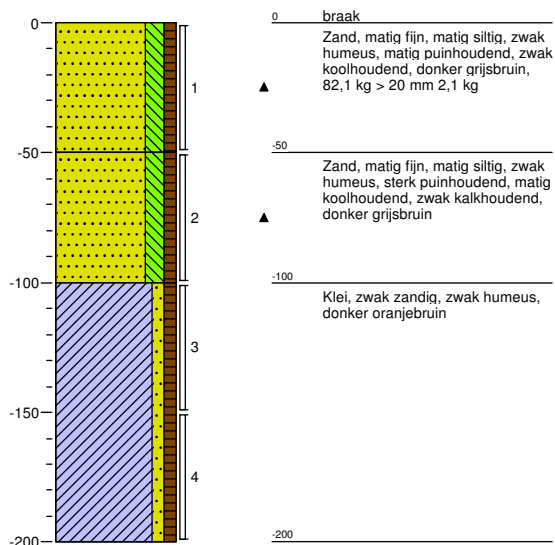 0
-50
-100
-150
-200
1
2
3
4
0
braak
Zand, matig fijn, matig siltig, zwak
humeus, matig puinhoudend, zwak
koolhoudend, donker grijsbruin,
82,1 kg > 20 mm 2,1 kg
-50
Zand, matig fijn, matig siltig, zwak
humeus, sterk puinhoudend, matig
koolhoudend, zwak kalkhoudend,
donker grijsbruin
-100
Klei, zwak zandig, zwak humeus,
donker oranjebruin
-200